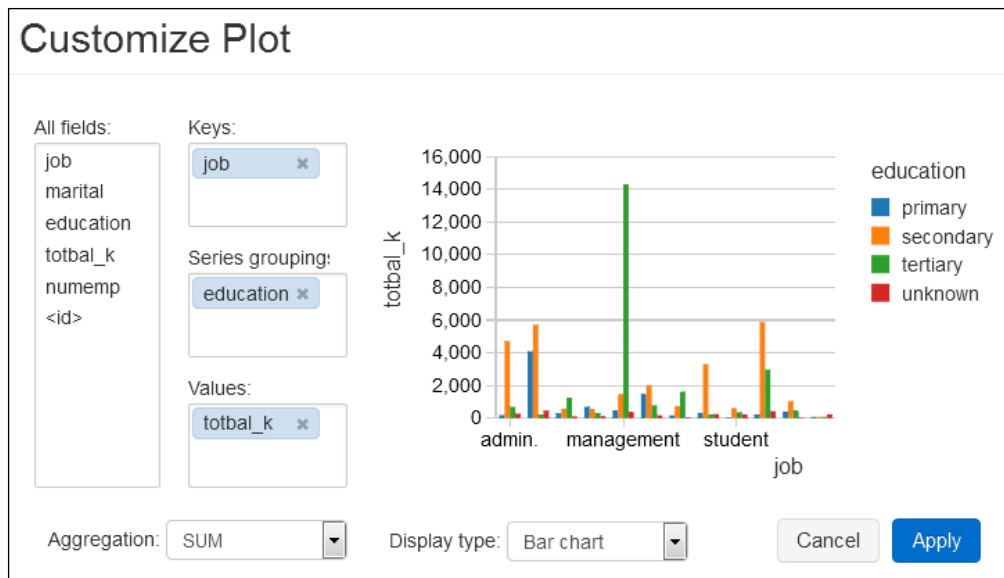 Customize Plot
All fields:
job
marital
education
totbal_k
numemp
<id>
Keys:
job ×
Series groupings
education ×
Values:
totbal_k ×
16,000
14,000
12,000
10,000
8,000
6,000
4,000
2,000
0
totbal_k
admin. management student
job
education
primary
secondary
tertiary
unknown
Aggregation: SUM
Display type: Bar chart
Cancel Apply